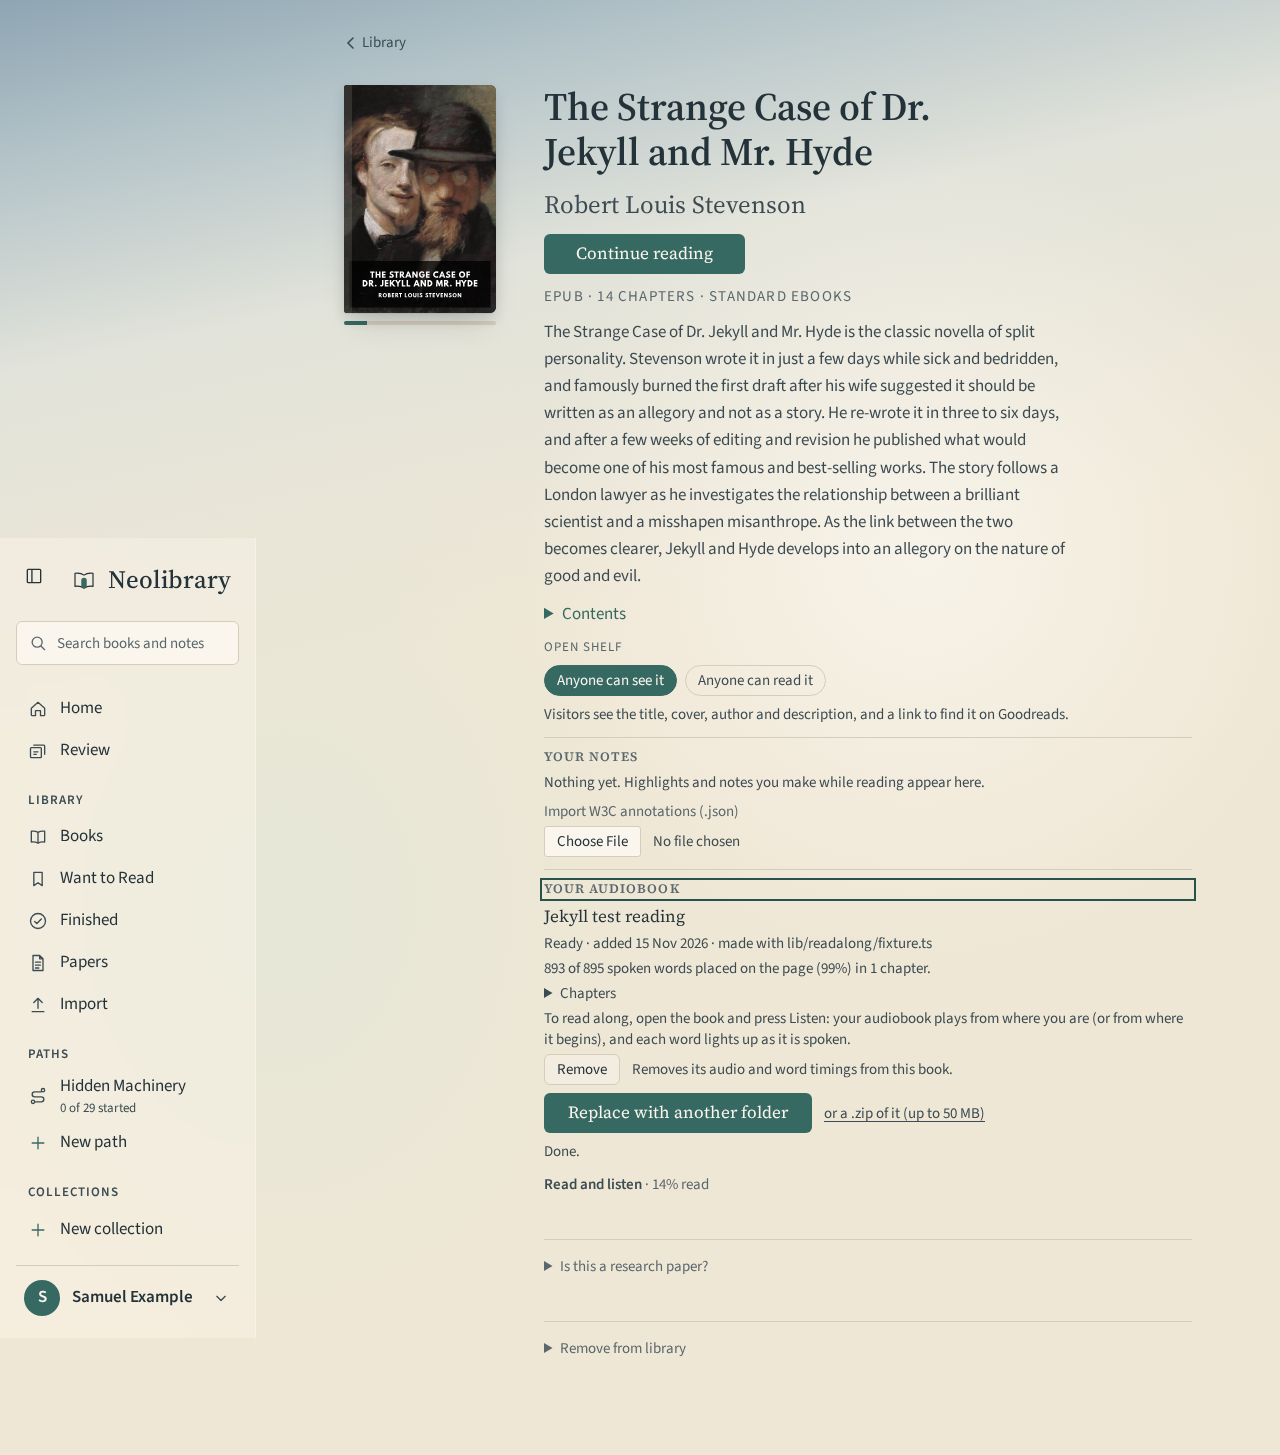 Library
THE STRANGE CASE OF
DR. JEKYLL AND MR. HYDE
ROBERT LOUIS STEVENSON
The Strange Case of Dr.
Jekyll and Mr. Hyde
Robert Louis Stevenson
Continue reading
EPUB · 14 CHAPTERS · STANDARD EBOOKS
The Strange Case of Dr. Jekyll and Mr. Hyde is the classic novella of split
personality. Stevenson wrote it in just a few days while sick and bedridden,
and famously burned the first draft after his wife suggested it should be
written as an allegory and not as a story. He re-wrote it in three to six days,
and after a few weeks of editing and revision he published what would
become one of his most famous and best-selling works. The story follows a
London lawyer as he investigates the relationship between a brilliant
scientist and a misshapen misanthrope. As the link between the two
becomes clearer, Jekyll and Hyde develops into an allegory on the nature of
good and evil.
Contents
OPEN SHELF
Anyone can see it
Anyone can read it
Visitors see the title, cover, author and description, and a link to find it on Goodreads.
YOUR NOTES
Nothing yet. Highlights and notes you make while reading appear here.
Import W3C annotations (.json)
Choose File No file chosen
YOUR AUDIOBOOK
Jekyll test reading
Ready · added 15 Nov 2026 · made with lib/readalong/fixture.ts
893 of 895 spoken words placed on the page (99%) in 1 chapter.
Chapters
To read along, open the book and press Listen: your audiobook plays from where you are (or from where
it begins), and each word lights up as it is spoken.
Remove Removes its audio and word timings from this book.
Replace with another folder or a .zip of it (up to 50 MB)
Done.
Read and listen · 14% read
Is this a research paper?
Remove from library
Neolibrary
Search books and notes
Home
Review
LIBRARY
Books
Want to Read
Finished
Papers
Import
PATHS
Hidden Machinery
0 of 29 started
New path
COLLECTIONS
New collection
S Samuel Example